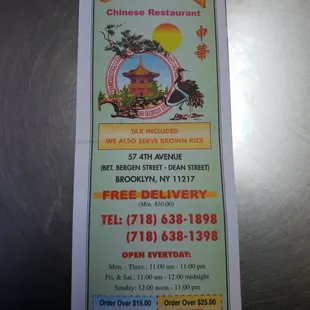 Chinese Restaurant
中華
TAX INCLUDED
WE ALSO SERVE BROWN RICE
57 4TH AVENUE
(BET. BERGEN STREET - DEAN STREET)
BROOKLYN, NY 11217
FREE DELIVERY
(Min. $10.00)
TEL: (718) 638-1898
(718) 638-1398
OPEN EVERYDAY:
Mon. - Thurs.: 11:00 am - 11:00 pm
Fri. & Sat.: 11:00 am - 12:00 midnight
Sunday: 12:00 noon - 11:00 pm
Order Over $15.00
Order Over $25.00